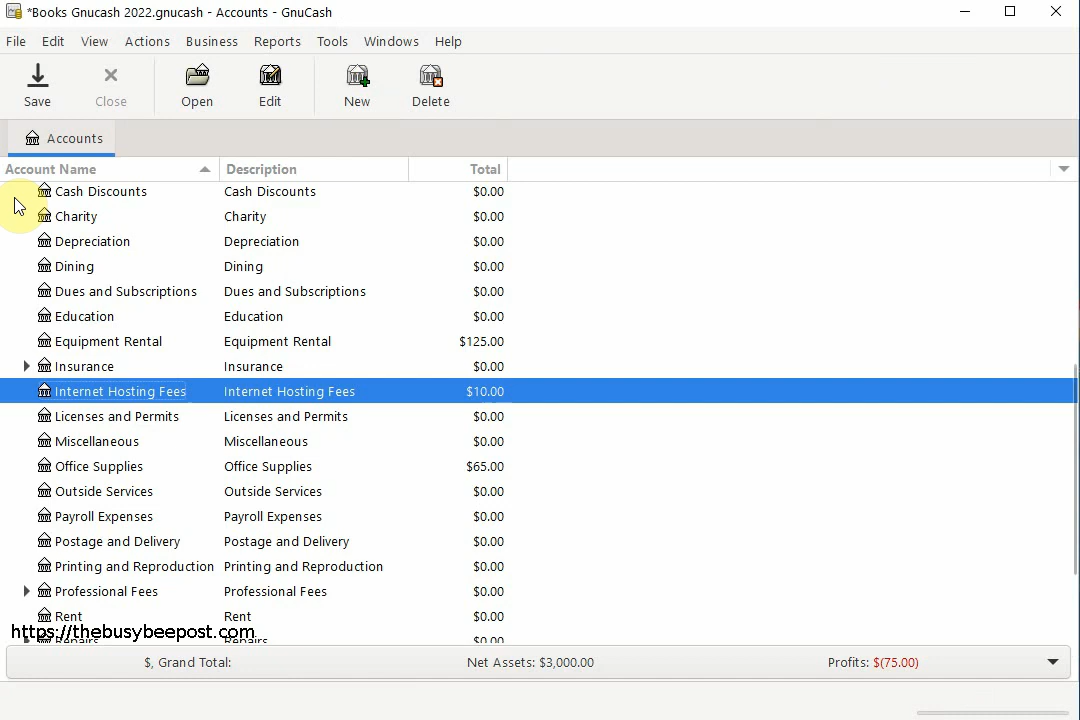 *Books Gnucash 2022.gnucash - Accounts - GnuCash
File Edit View Actions Business Reports Tools Windows Help
Save Close Open Edit New Delete
Accounts
Account Name Description Total
Cash Discounts Cash Discounts $0.00
Charity Charity $0.00
Depreciation Depreciation $0.00
Dining Dining $0.00
Dues and Subscriptions Dues and Subscriptions $0.00
Education Education $0.00
Equipment Rental Equipment Rental $125.00
Insurance Insurance $0.00
Internet Hosting Fees Internet Hosting Fees $10.00
Licenses and Permits Licenses and Permits $0.00
Miscellaneous Miscellaneous $0.00
Office Supplies Office Supplies $65.00
Outside Services Outside Services $0.00
Payroll Expenses Payroll Expenses $0.00
Postage and Delivery Postage and Delivery $0.00
Printing and Reproduction Printing and Reproduction $0.00
Professional Fees Professional Fees $0.00
Rent Rent $0.00
https://thebusybeepost.com
Repairs Repairs $0.00
$, Grand Total: Net Assets: $3,000.00 Profits: $(75.00)